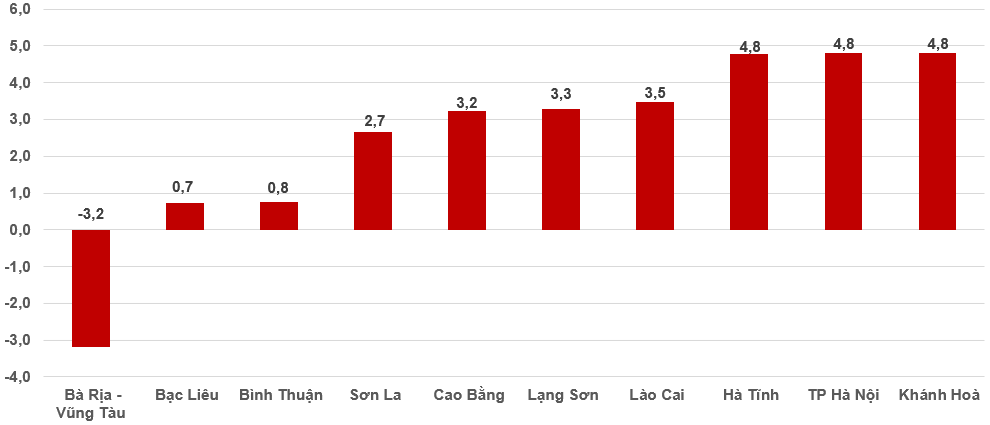 6,0
5,0
4,0
3,0
2,0
1,0
0,0
-1,0
-2,0
-3,0
-4,0
-3,2
0,7
0,8
2,7
3,2
3,3
3,5
4,8
4,8
4,8
Bà Rịa -
Vũng Tàu
Bạc Liêu
Bình Thuận
Sơn La
Cao Bằng
Lạng Sơn
Lào Cai
Hà Tĩnh
TP Hà Nội
Khánh Hoà